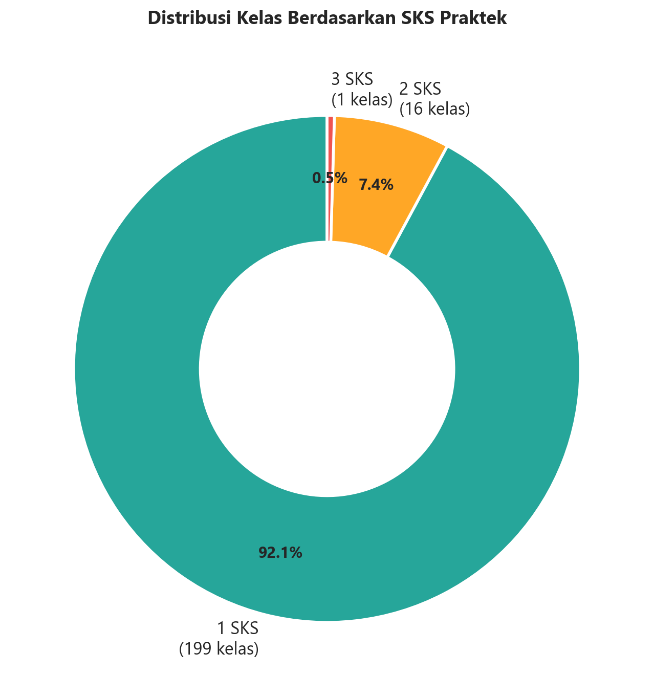 Distribusi Kelas Berdasarkan SKS Praktek
3 SKS
(1 kelas)
2 SKS
(16 kelas)
0.5%
7.4%
92.1%
1 SKS
(199 kelas)